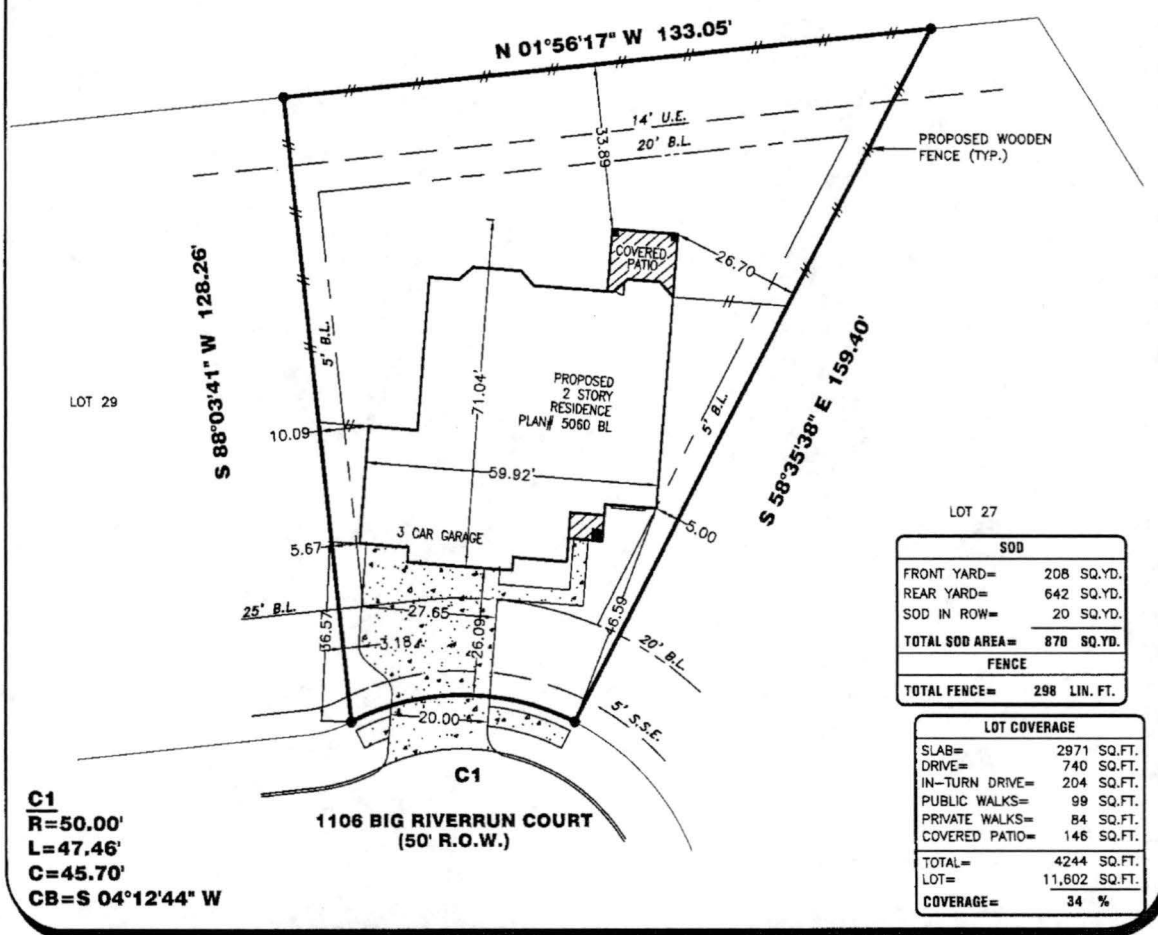 N 01°56'17" W 133.05'
14' U.E.
20' B.L.
33.89
PROPOSED WOODEN
FENCE (TYP.)
COVERED
PATIO
26.70
S 88°03'41" W 128.26'
5' B.L.
71.04'
PROPOSED
2 STORY
RESIDENCE
PLAN# 5060 BL
5' B.L.
S 58°35'38" E 159.40'
LOT 29
10.09
59.92'
3 CAR GARAGE
5.67
5.00
LOT 27
25' B.L.
36.57
27.65
3.18
26.09
46.59
20' B.L.
20.00
5' S.S.E.
C1
1106 BIG RIVERRUN COURT
(50' R.O.W.)
C1
R=50.00'
L=47.46'
C=45.70'
CB=S 04°12'44" W
SOD
FRONT YARD= 208 SQ.YD.
REAR YARD= 642 SQ.YD.
SOD IN ROW= 20 SQ.YD.
TOTAL SOD AREA= 870 SQ.YD.
FENCE
TOTAL FENCE= 298 LIN. FT.
LOT COVERAGE
SLAB= 2971 SQ.FT.
DRIVE= 740 SQ.FT.
IN-TURN DRIVE= 204 SQ.FT.
PUBLIC WALKS= 99 SQ.FT.
PRIVATE WALKS= 84 SQ.FT.
COVERED PATIO= 146 SQ.FT.
TOTAL= 4244 SQ.FT.
LOT= 11,602 SQ.FT.
COVERAGE= 34 %